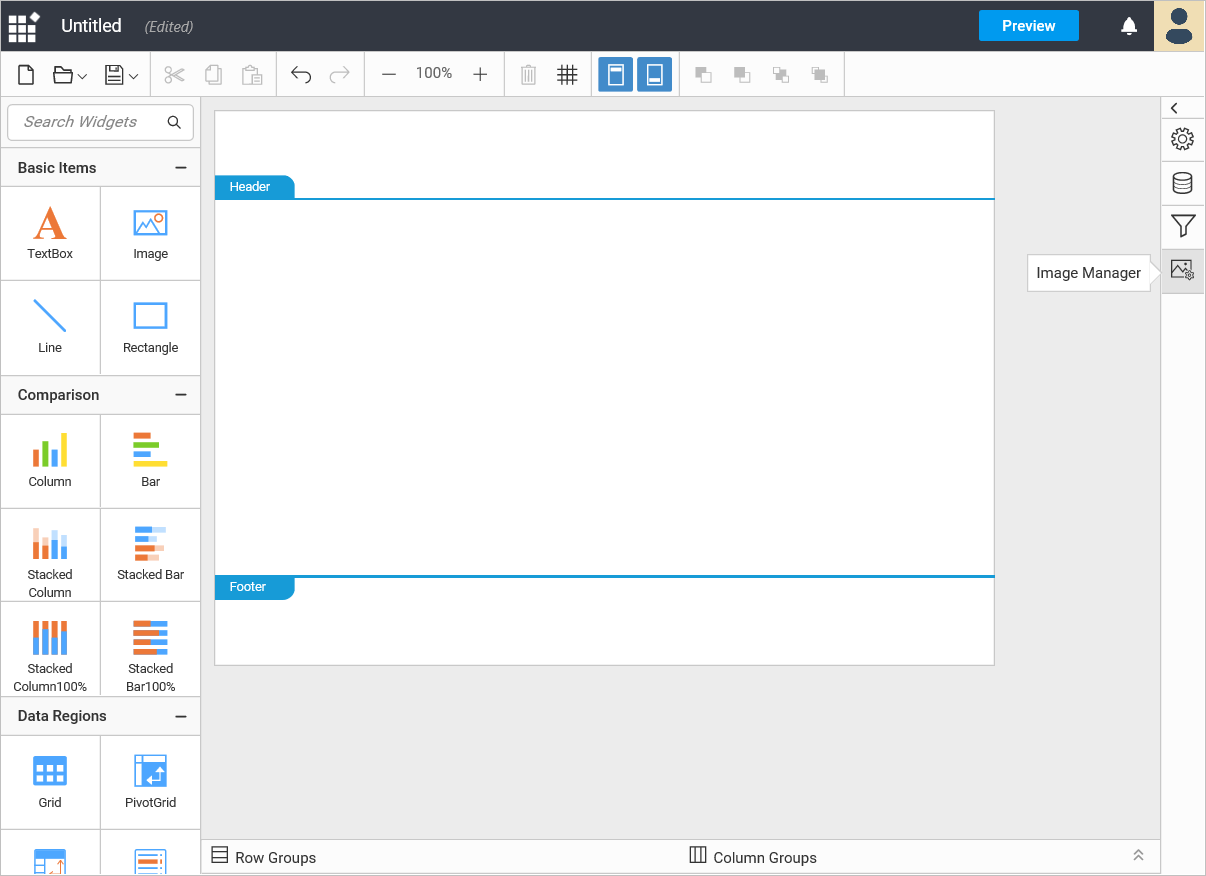 Untitled (Edited)
Preview
100%
Search Widgets
Basic Items
TextBox
Image
Line
Rectangle
Comparison
Column
Bar
Stacked
Column
Stacked Bar
Stacked
Column100%
Stacked
Bar100%
Data Regions
Grid
PivotGrid
Header
Footer
Image Manager
Row Groups
Column Groups